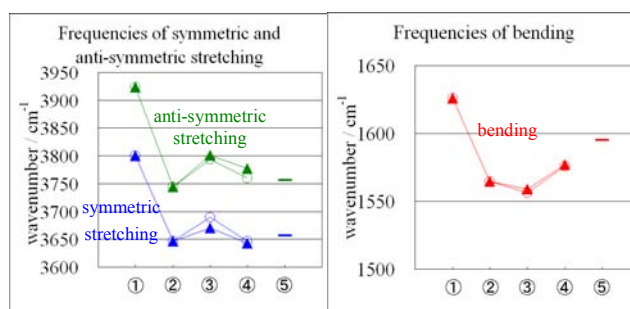 Frequencies of symmetric and
anti-symmetric stretching
wavenumber / cm⁻¹
3950
3900
3850
3800
3750
3700
3650
3600
anti-symmetric
stretching
symmetric
stretching
① ② ③ ④ ⑤
Frequencies of bending
wavenumber / cm⁻¹
1650
1600
1550
1500
bending
① ② ③ ④ ⑤